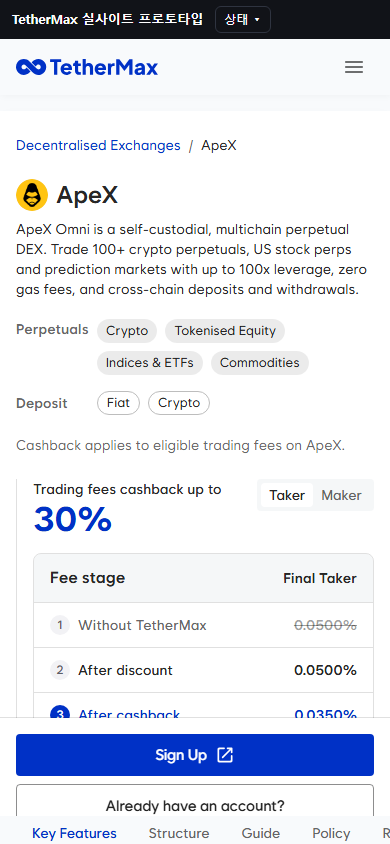 TetherMax 실사이트 프로토타입 상태
TetherMax
Decentralised Exchanges / ApeX
ApeX
ApeX Omni is a self-custodial, multichain perpetual
DEX. Trade 100+ crypto perpetuals, US stock perps
and prediction markets with up to 100x leverage, zero
gas fees, and cross-chain deposits and withdrawals.
Perpetuals Crypto Tokenised Equity
Indices & ETFs Commodities
Deposit Fiat Crypto
Cashback applies to eligible trading fees on ApeX.
Trading fees cashback up to
30%
Taker Maker
Fee stage Final Taker
1 Without TetherMax 0.0500%
2 After discount 0.0500%
3 After cashback 0.0350%
Sign Up
Already have an account?
Key Features Structure Guide Policy R